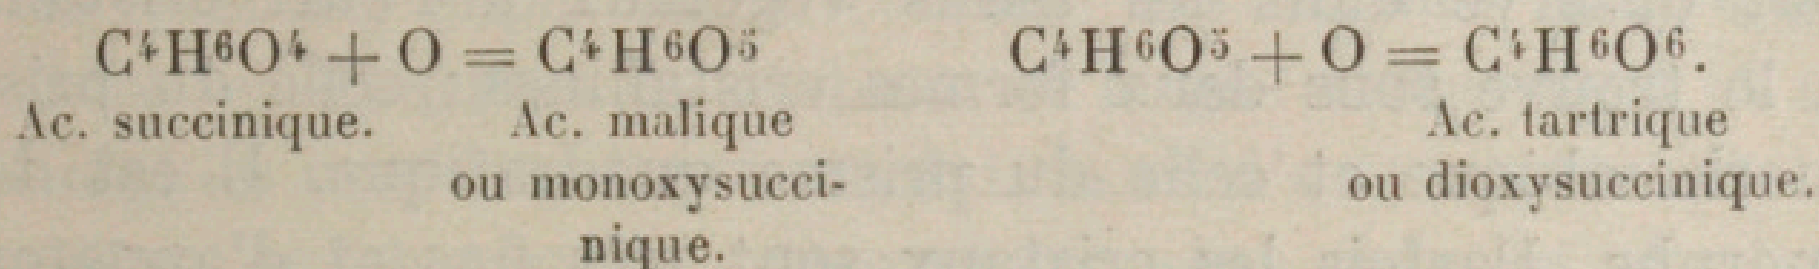 C⁴H⁶O⁴ + O = C⁴H⁶O⁵ C⁴H⁶O⁵ + O = C⁴H⁶O⁶.
Ac. succinique. Ac. malique Ac. tartrique
ou monoxysucci- ou dioxysuccinique.
nique.